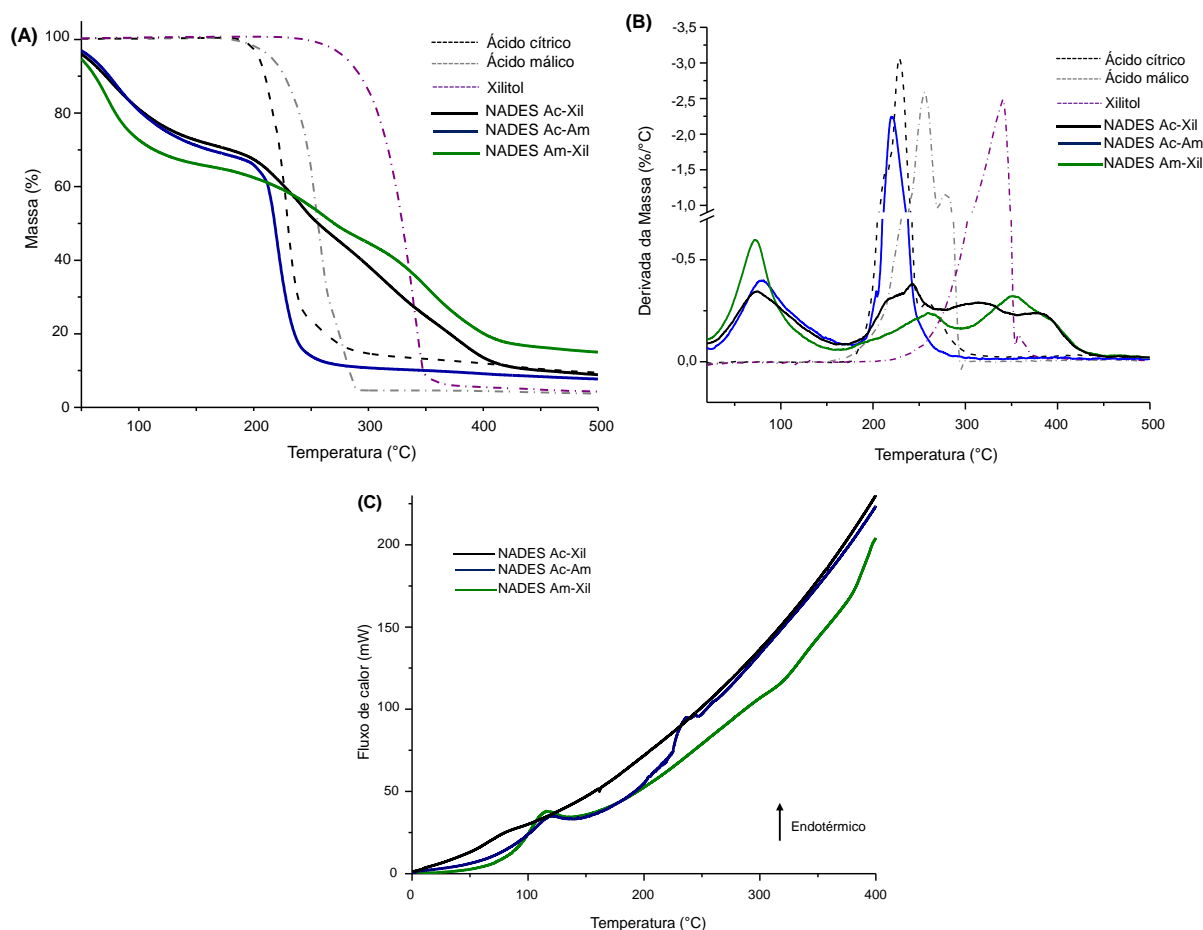 (A)
100
80
60
40
20
0
Masssa (%)
100
200
300
400
500
Temperatura (°C)
Ácido cítrico
Ácido málico
Xilitol
NADES Ac-Xil
NADES Ac-Am
NADES Am-Xil
(B)
-3,5
-3,0
-2,5
-2,0
-1,5
-1,0
-0,5
0,0
Derivada da Massa (%/°C)
100
200
300
400
500
Temperatura (°C)
Ácido cítrico
Ácido málico
Xilitol
NADES Ac-Xil
NADES Ac-Am
NADES Am-Xil
(C)
200
150
100
50
0
Fluxo de calor (mW)
0
100
200
300
400
Temperatura (°C)
NADES Ac-Xil
NADES Ac-Am
NADES Am-Xil
Endotérmico